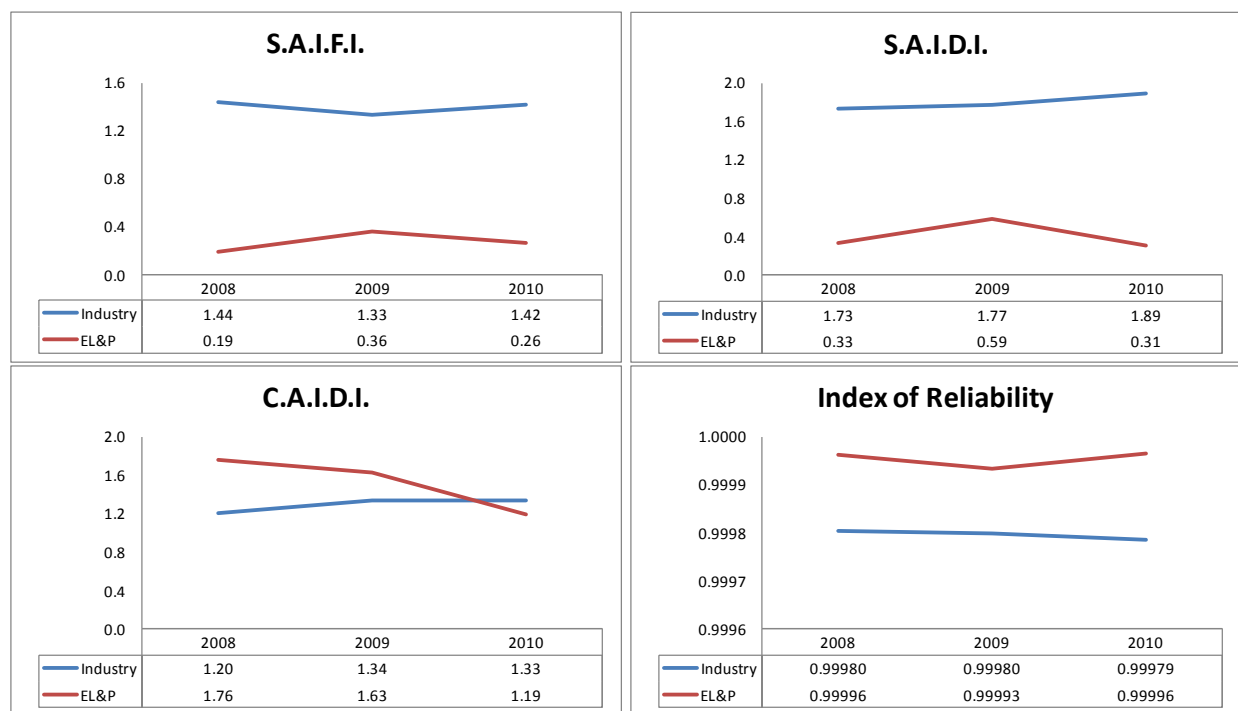 S.A.I.F.I.
1.6
1.2
0.8
0.4
0.0
2008 2009 2010
Industry 1.44 1.33 1.42
EL&P 0.19 0.36 0.26
S.A.I.D.I.
2.0
1.6
1.2
0.8
0.4
0.0
2008 2009 2010
Industry 1.73 1.77 1.89
EL&P 0.33 0.59 0.31
C.A.I.D.I.
2.0
1.6
1.2
0.8
0.4
0.0
2008 2009 2010
Industry 1.20 1.34 1.33
EL&P 1.76 1.63 1.19
Index of Reliability
1.0000
0.9999
0.9998
0.9997
0.9996
2008 2009 2010
Industry 0.99980 0.99980 0.99979
EL&P 0.99996 0.99993 0.99996